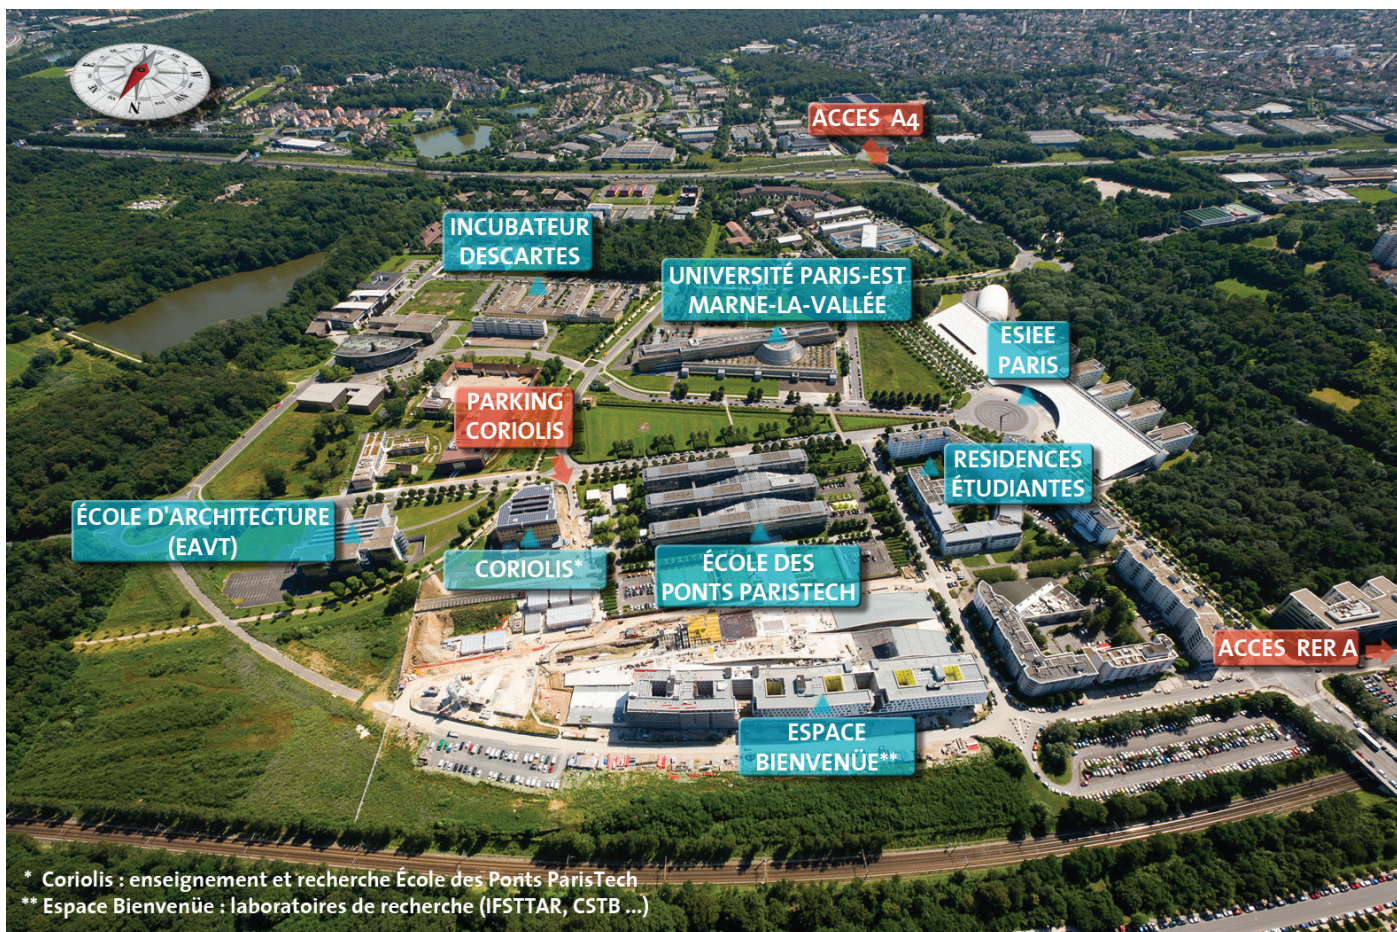 S
E
W
NE
NW
N
ACCES A4
INCUBATEUR
DESCARTES
UNIVERSITÉ PARIS-EST
MARNE-LA-VALLÉE
ESIEE
PARIS
PARKING
CORIOLIS
RESIDENCES
ÉTUDIANTES
ÉCOLE D'ARCHITECTURE
(EAVT)
CORIOLIS*
ÉCOLE DES
PONTS PARISTECH
ACCES RER A
ESPACE
BIENVENÜE**
* Coriolis : enseignement et recherche École des Ponts ParisTech
** Espace Bienvenüe : laboratoires de recherche (IFSTTAR, CSTB ...)